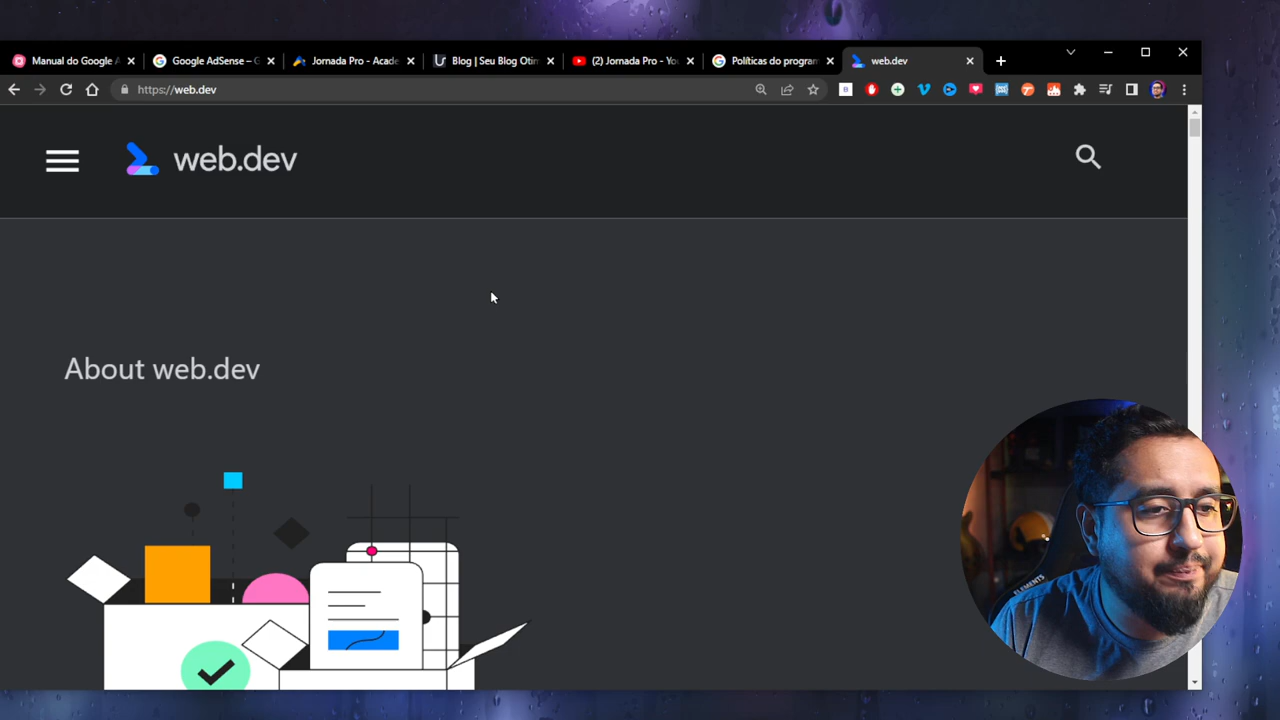 Manual do Google A
Google AdSense – G
Jornada Pro - Acade
Blog | Seu Blog Otim
(2) Jornada Pro - You
Políticas do program
web.dev
https://web.dev
web.dev
About web.dev
ELEMENTS